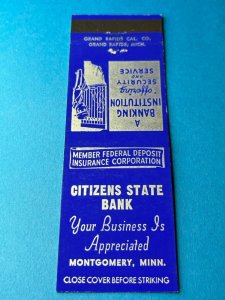 GRAND RAPIDS CAL. CO.
GRAND RAPIDS, MICH.
A
BANKING
INSTITUTION
offering
SECURITY
AND
SERVICE
MEMBER FEDERAL DEPOSIT
INSURANCE CORPORATION
CITIZENS STATE
BANK
Your Business Is
Appreciated
MONTGOMERY, MINN.
CLOSE COVER BEFORE STRIKING